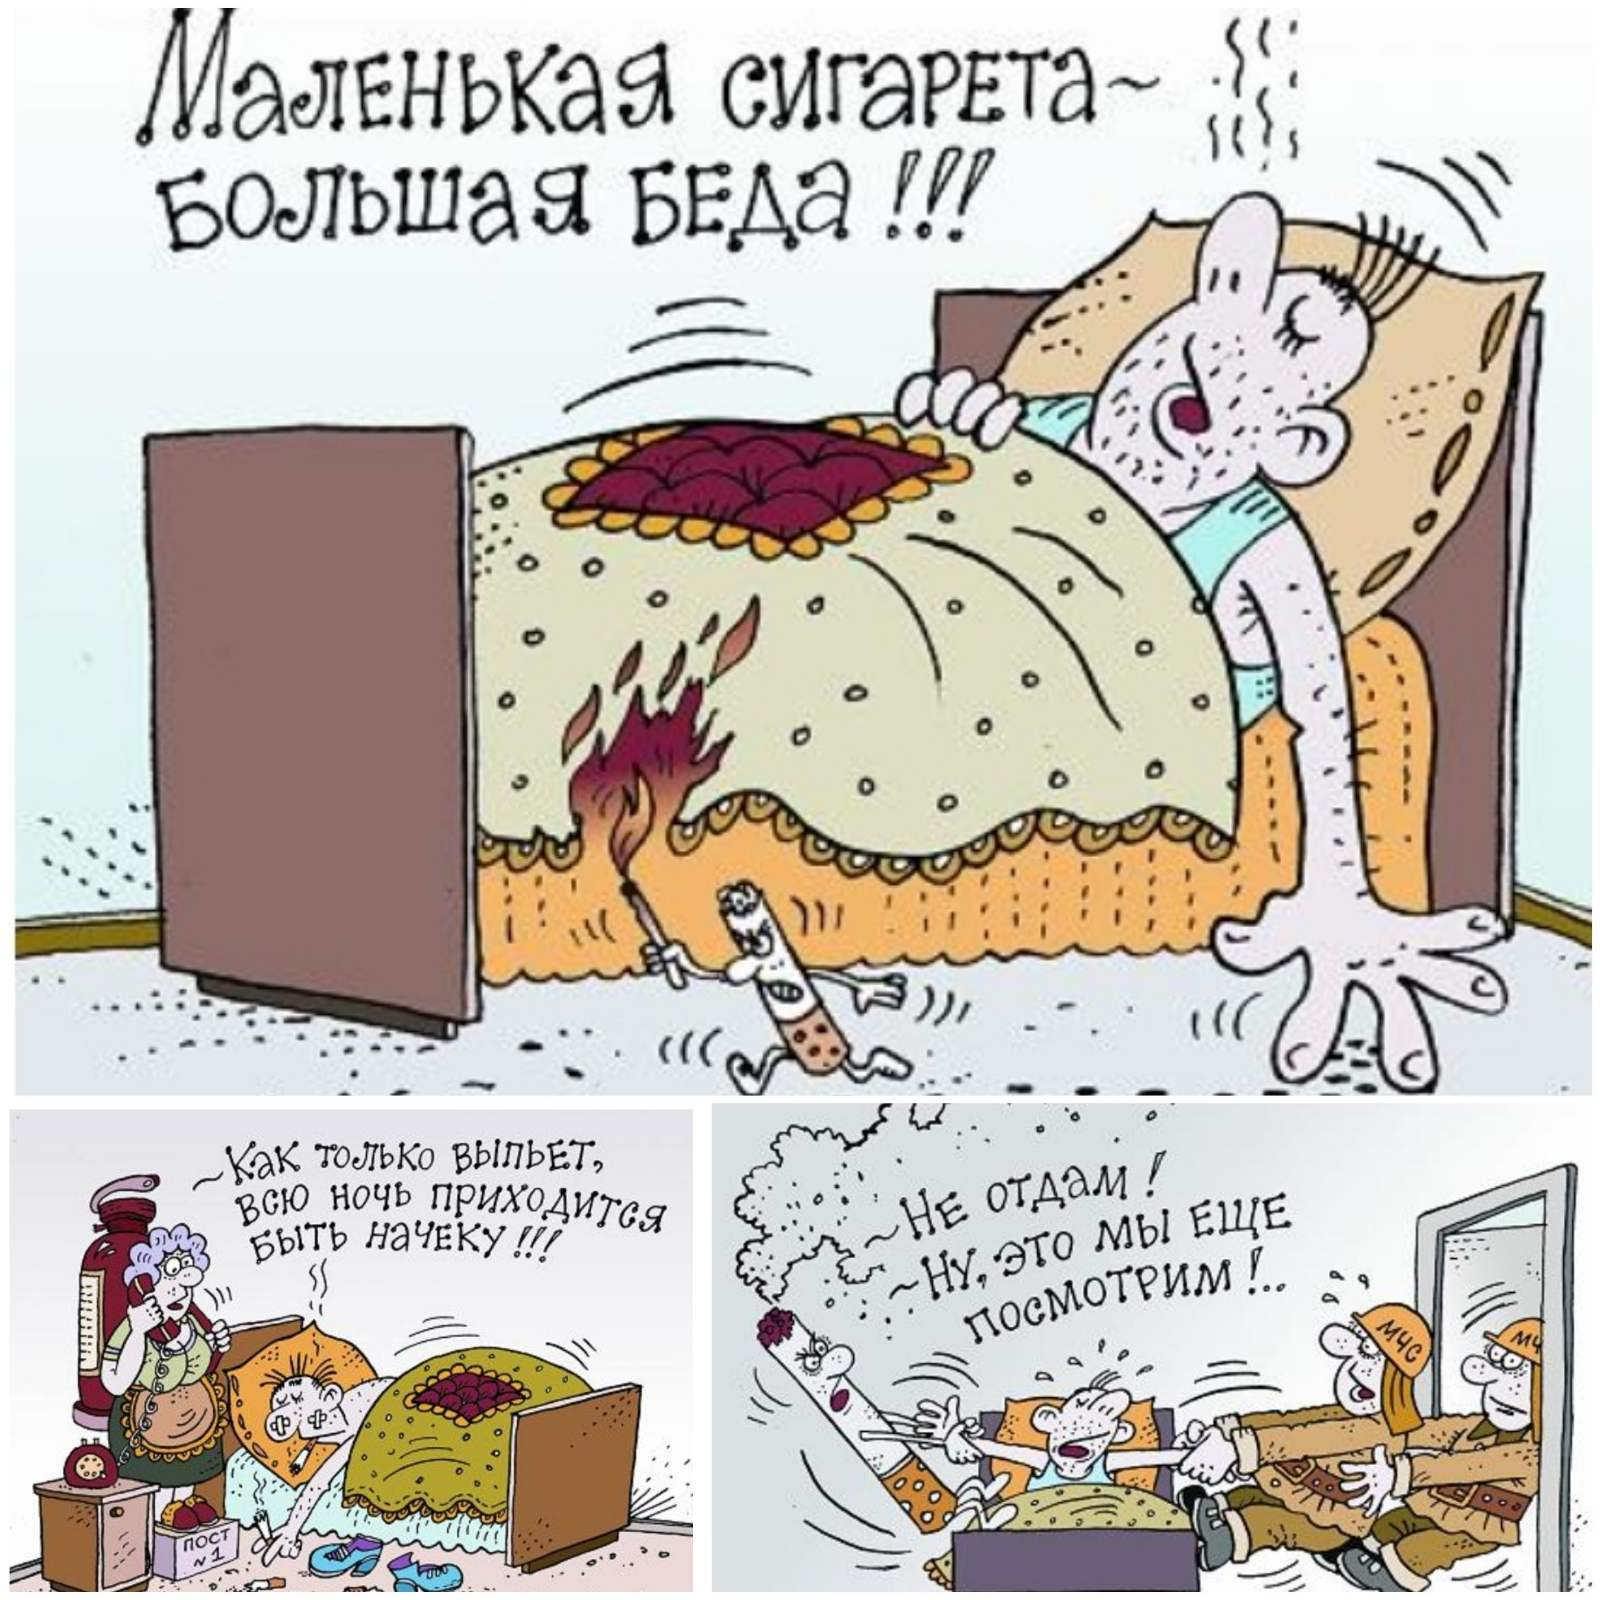 Маленькая сигарета~
большая беда!!!
~Как только выпьет,
всю ночь приходится
быть начеку!!!
ПОСТ
№1
~Не отдам!
~Ну, это мы еще
посмотрим!..
МЧС
МЧ